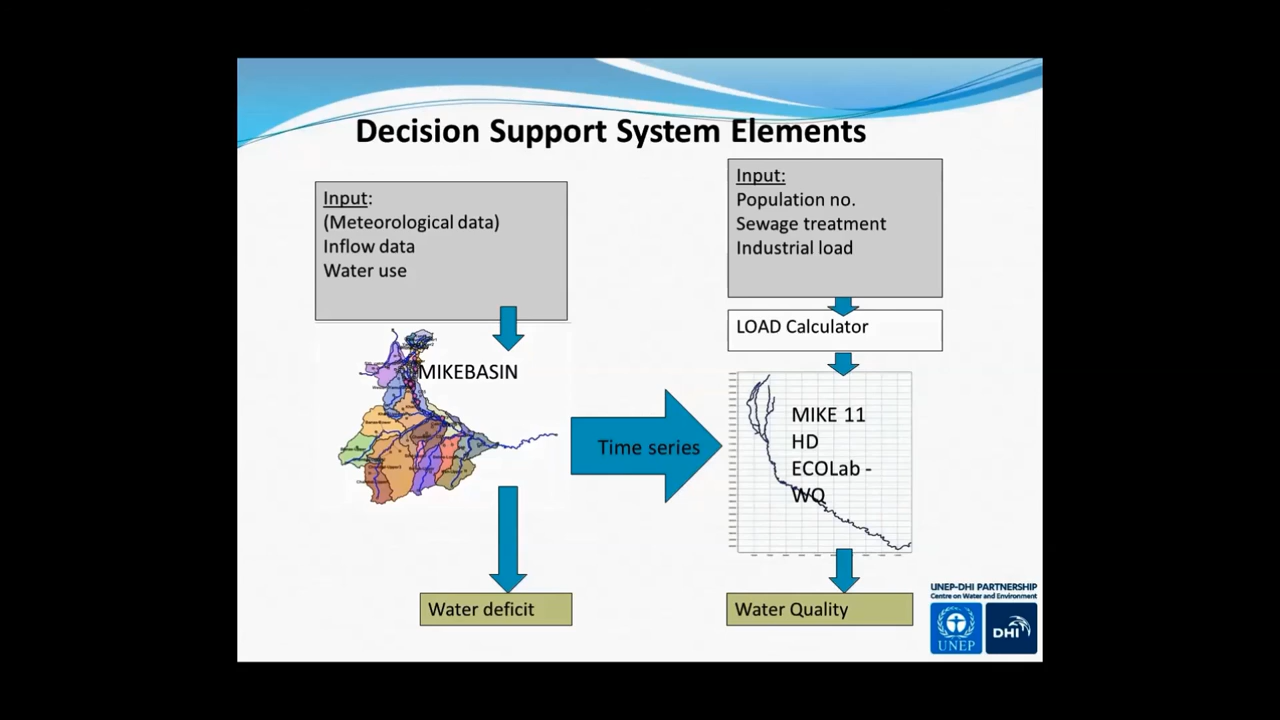 Decision Support System Elements
Input:
(Meteorological data)
Inflow data
Water use
MIKEBASIN
Water deficit
Time series
Input:
Population no.
Sewage treatment
Industrial load
LOAD Calculator
MIKE 11
HD
ECOLab -
WQ
Water Quality
UNEP-DHI PARTNERSHIP
Centre on Water and Environment
UNEP
DHI